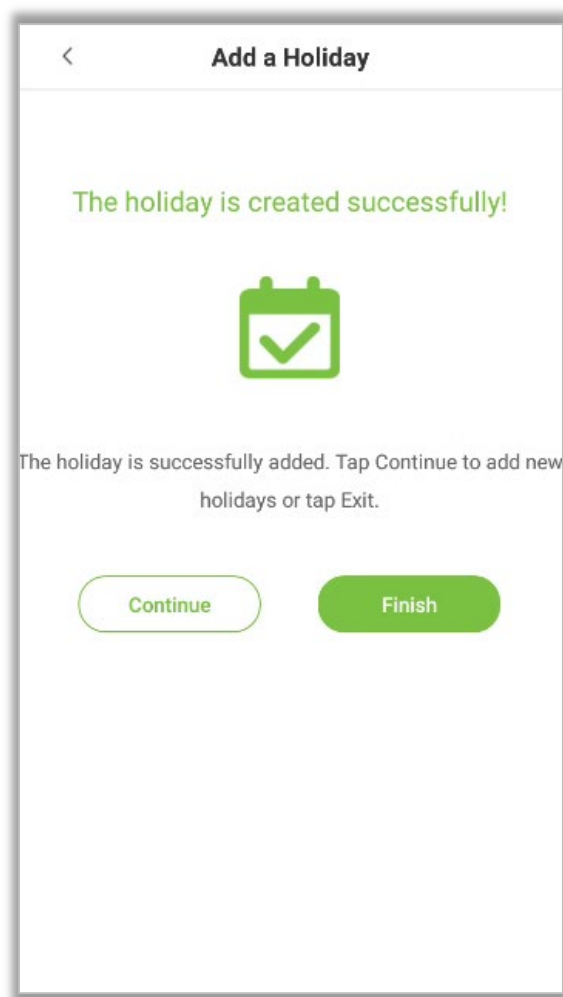 Add a Holiday
The holiday is created successfully!
The holiday is successfully added. Tap Continue to add new
holidays or tap Exit.
Continue
Finish